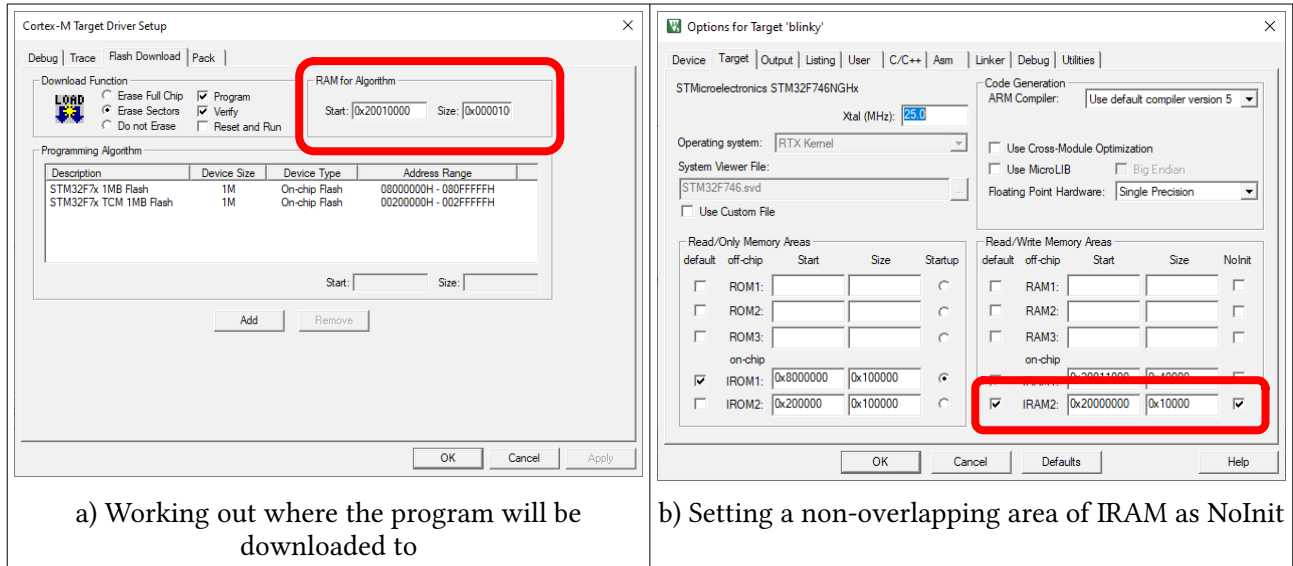 Cortex-M Target Driver Setup
Debug Trace Flash Download Pack
Download Function
LOAD
Erase Full Chip Program
Erase Sectors Verify
Do not Erase Reset and Run
RAM for Algorithm
Start: 0x20010000 Size: 0x000010
Programming Algorithm
Description Device Size Device Type Address Range
STM32F7x 1MB Flash 1M On-chip Flash 08000000H - 080FFFFFH
STM32F7x TCM 1MB Flash 1M On-chip Flash 00200000H - 002FFFFFH
Start: Size:
Add Remove
OK Cancel Apply
a) Working out where the program will be
downloaded to
Options for Target 'blinky'
Device Target Output Listing User C/C++ Asm Linker Debug Utilities
STMicroelectronics STM32F746NGHx
Xtal (MHz): 25.0
Operating system: RTX Kernel
System Viewer File:
STM32F746.svd
...
Use Custom File
Code Generation
ARM Compiler: Use default compiler version 5
Use Cross-Module Optimization
Use MicroLIB Big Endian
Floating Point Hardware: Single Precision
Read/Only Memory Areas
default off-chip Start Size Startup
ROM1:
ROM2:
ROM3:
on-chip
IROM1: 0x8000000 0x100000
IROM2: 0x200000 0x100000
Read/Write Memory Areas
default off-chip Start Size NoInit
RAM1:
RAM2:
RAM3:
on-chip
IRAM2: 0x20000000 0x10000
OK Cancel Defaults Help
b) Setting a non-overlapping area of IRAM as NoInit